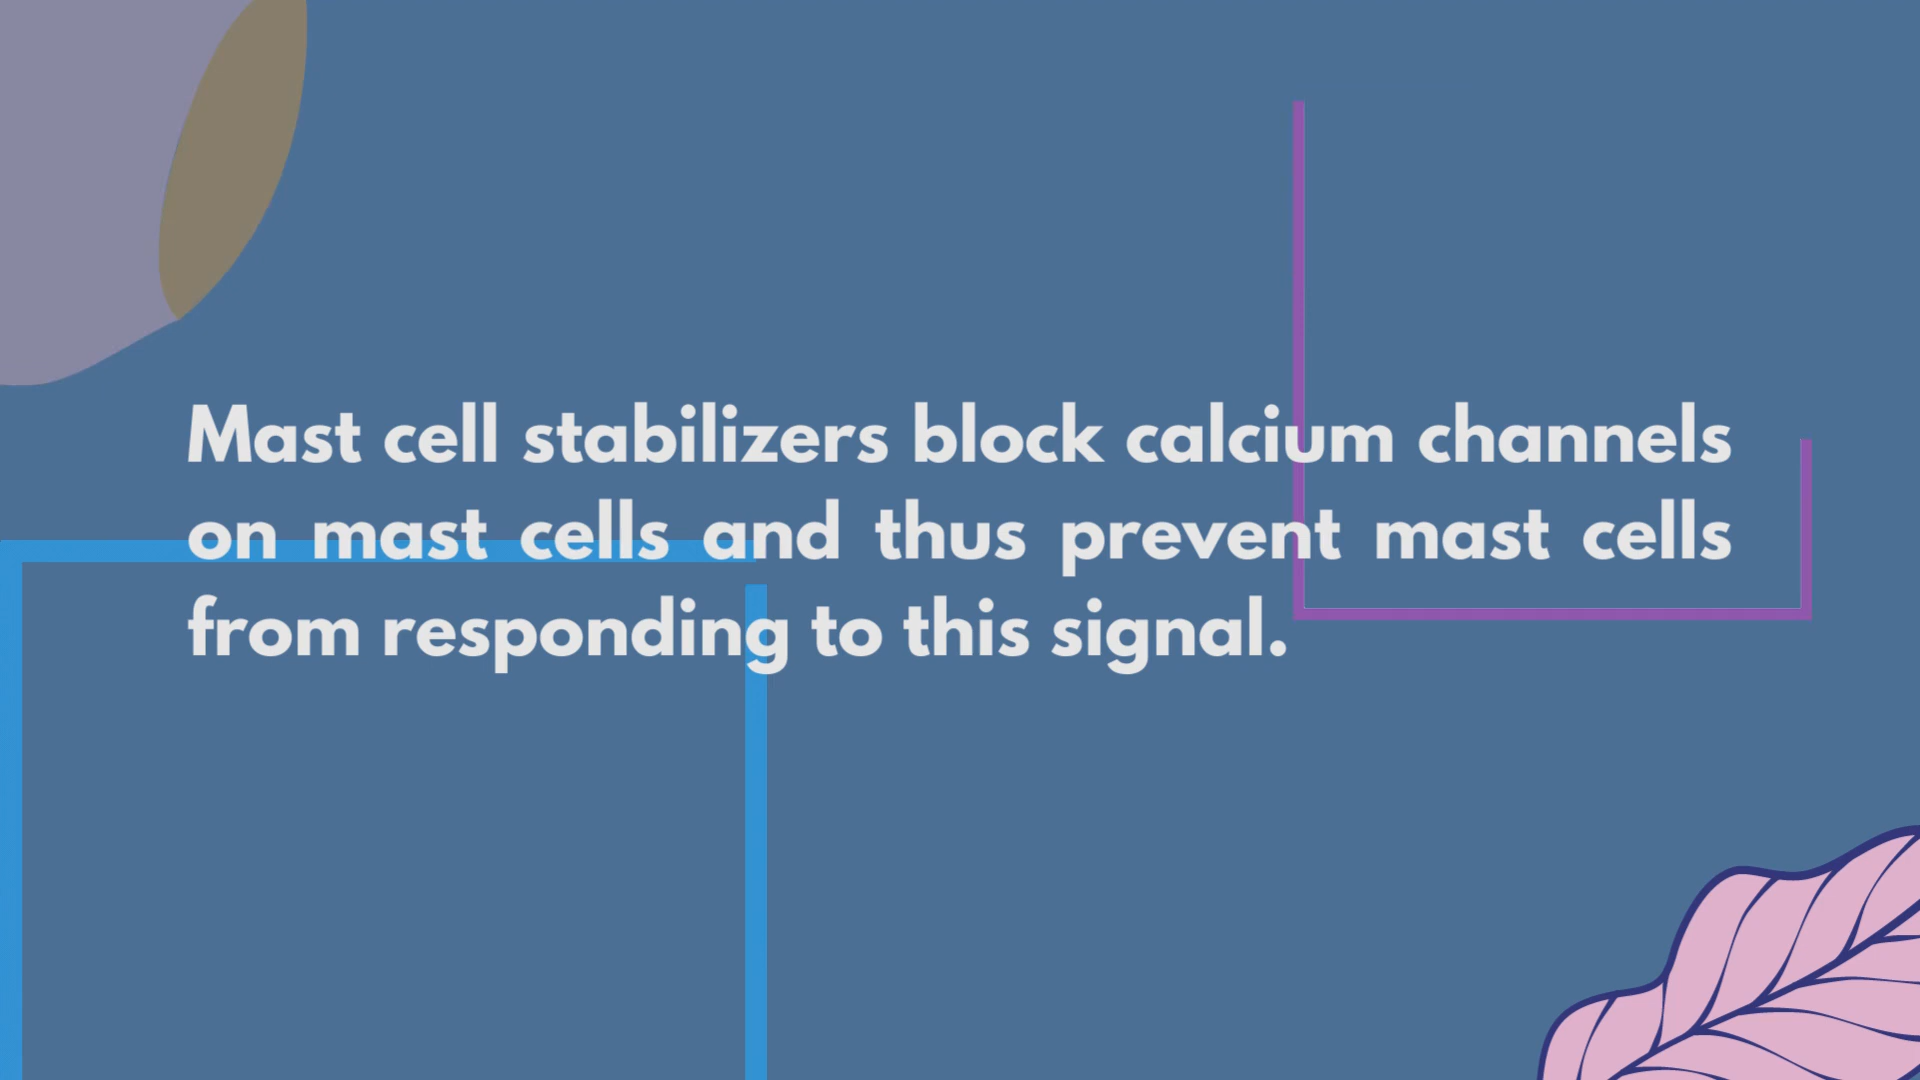 Mast cell stabilizers block calcium channels
on mast cells and thus prevent mast cells
from responding to this signal.